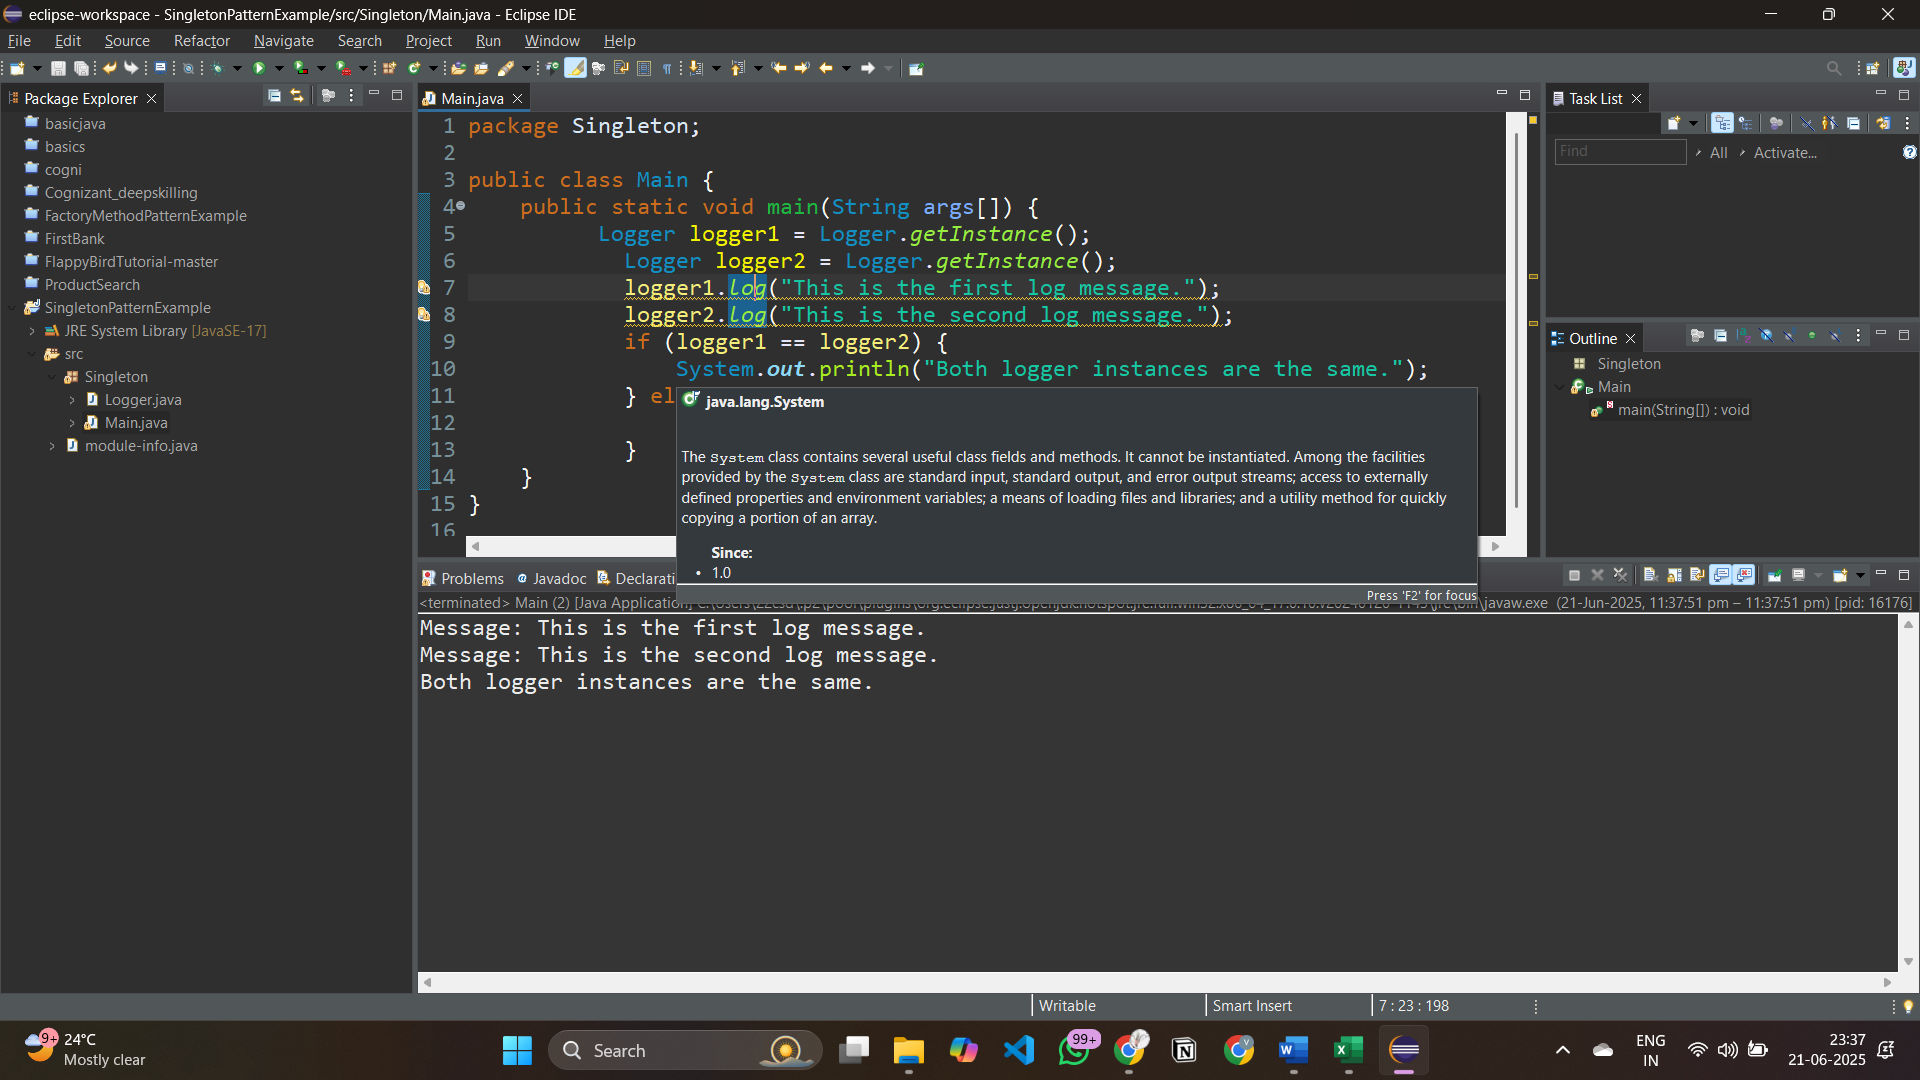 eclipse-workspace - SingletonPatternExample/src/Singleton/Main.java - Eclipse IDE
File Edit Source Refactor Navigate Search Project Run Window Help
Package Explorer
basicjava
basics
cogni
Cognizant_deepskilling
FactoryMethodPatternExample
FirstBank
FlappyBirdTutorial-master
ProductSearch
SingletonPatternExample
JRE System Library [JavaSE-17]
src
Singleton
Logger.java
Main.java
module-info.java
Main.java
1 package Singleton;
2
3 public class Main {
4 public static void main(String args[]) {
5 Logger logger1 = Logger.getInstance();
6 Logger logger2 = Logger.getInstance();
7 logger1.log("This is the first log message.");
8 logger2.log("This is the second log message.");
9 if (logger1 == logger2) {
10 System.out.println("Both logger instances are the same.");
11 } el
12
13 }
14 }
15 }
16
java.lang.System
The System class contains several useful class fields and methods. It cannot be instantiated. Among the facilities
provided by the System class are standard input, standard output, and error output streams; access to externally
defined properties and environment variables; a means of loading files and libraries; and a utility method for quickly
copying a portion of an array.
Since:
• 1.0
Press 'F2' for focus
Task List
Find All Activate...
Outline
Singleton
Main
main(String[]) : void
Problems Javadoc Declarati
<terminated> Main (2) [Java Application] \javaw.exe (21-Jun-2025, 11:37:51 pm – 11:37:51 pm) [pid: 16176]
Message: This is the first log message.
Message: This is the second log message.
Both logger instances are the same.
Writable Smart Insert 7 : 23 : 198
9+
24°C
Mostly clear
Search
99+
ENG
IN
23:37
21-06-2025